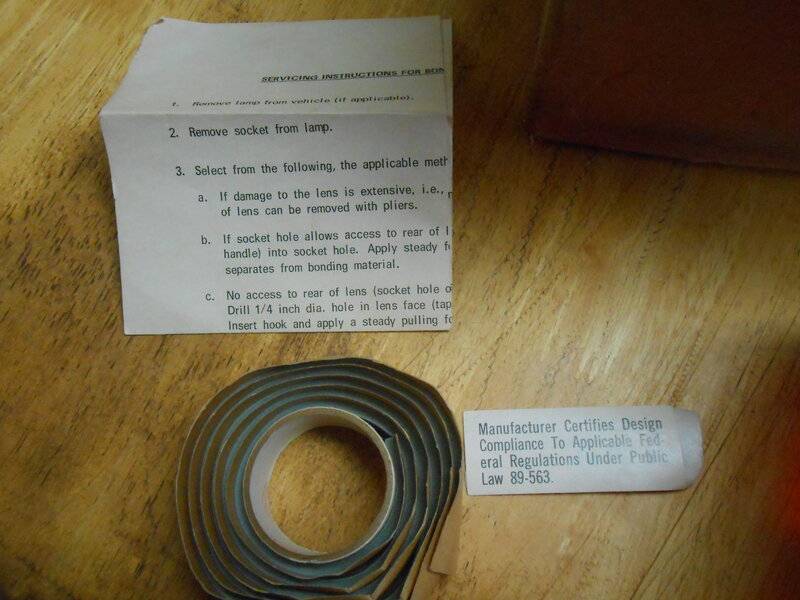 SERVICING INSTRUCTIONS FOR
1. Remove lamp from vehicle (if applicable).
2. Remove socket from lamp.
3. Select from the following, the applicable
a. If damage to the lens is extensive, i.e.,
of lens can be removed with pliers.
b. If socket hole allows access to rear of
handle) into socket hole. Apply steady
separates from bonding material.
c. No access to rear of lens (socket hole
Drill 1/4 inch dia. hole in lens face
Insert hook and apply a steady pulling
Manufacturer Certifies Design
Compliance To Applicable Fed-
eral Regulations Under Public
Law 89-563.